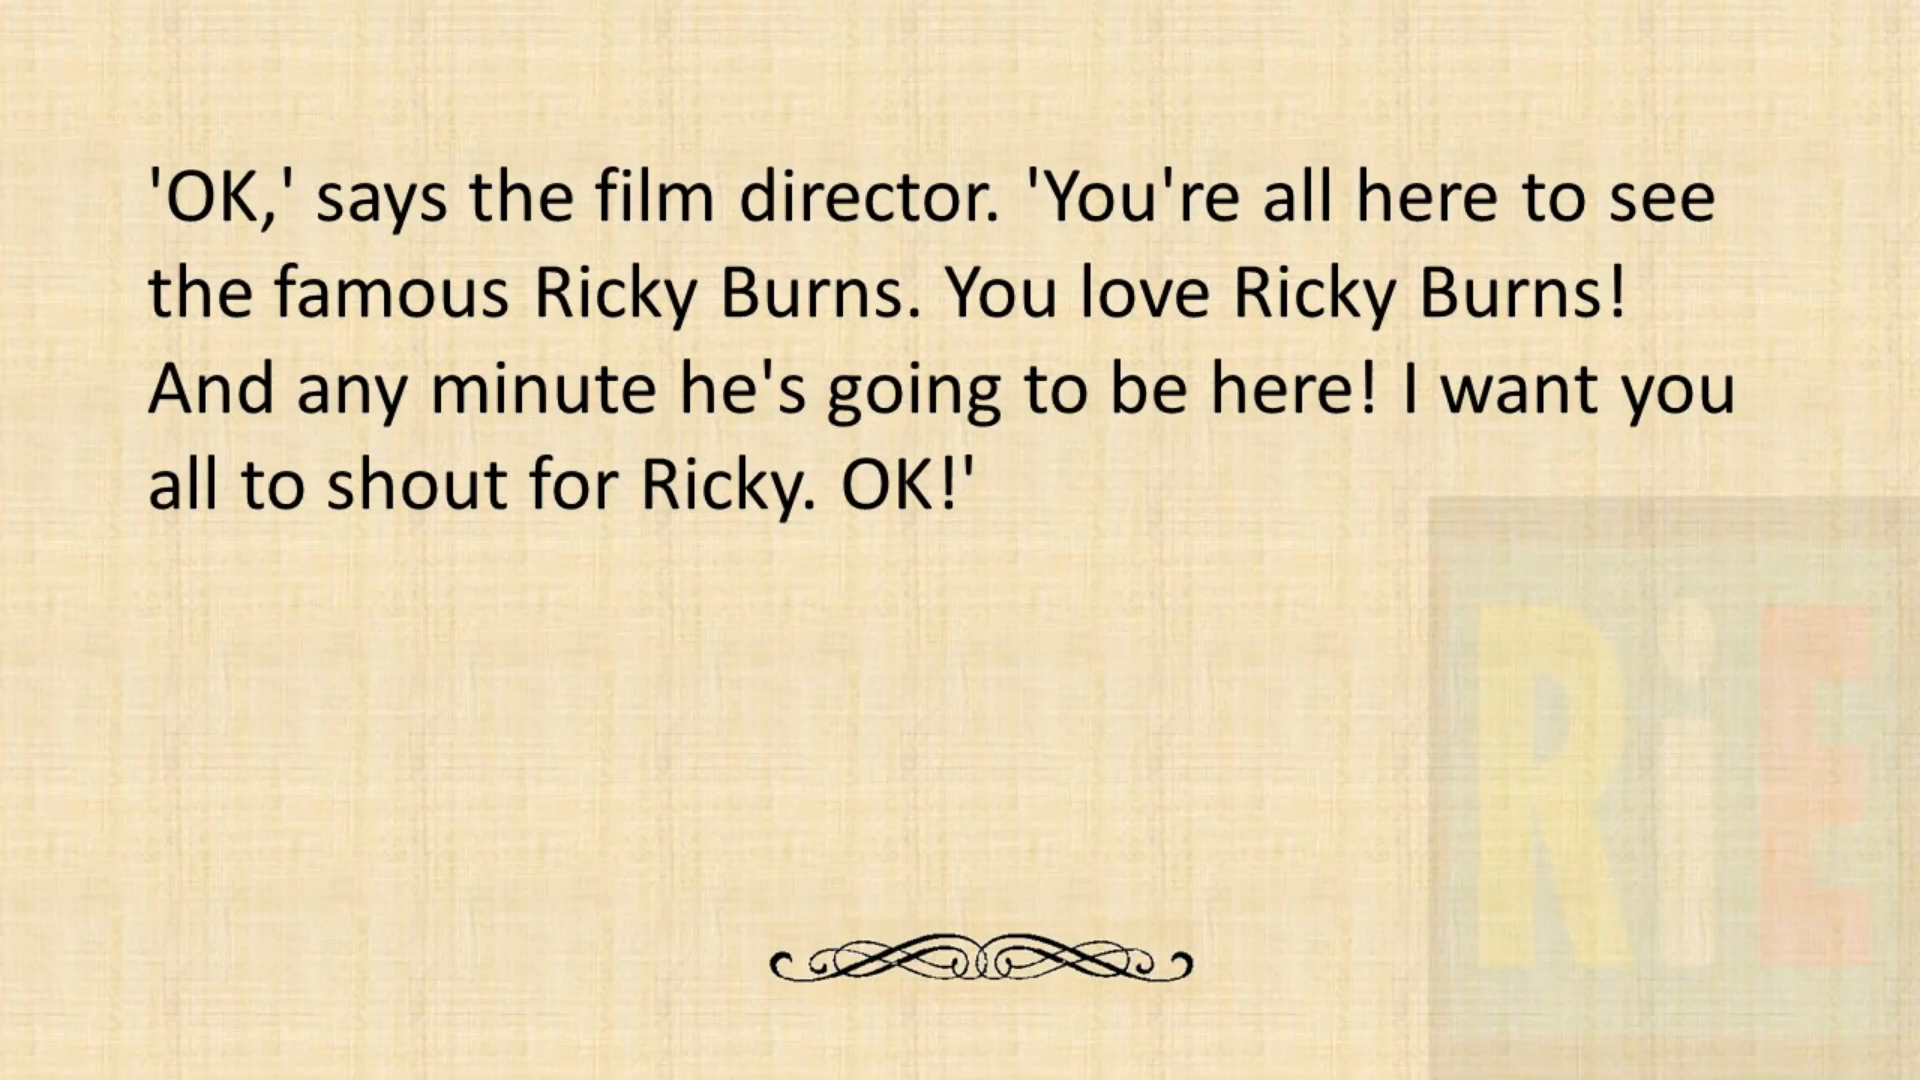 'OK,' says the film director. 'You're all here to see
the famous Ricky Burns. You love Ricky Burns!
And any minute he's going to be here! I want you
all to shout for Ricky. OK!'
RiE